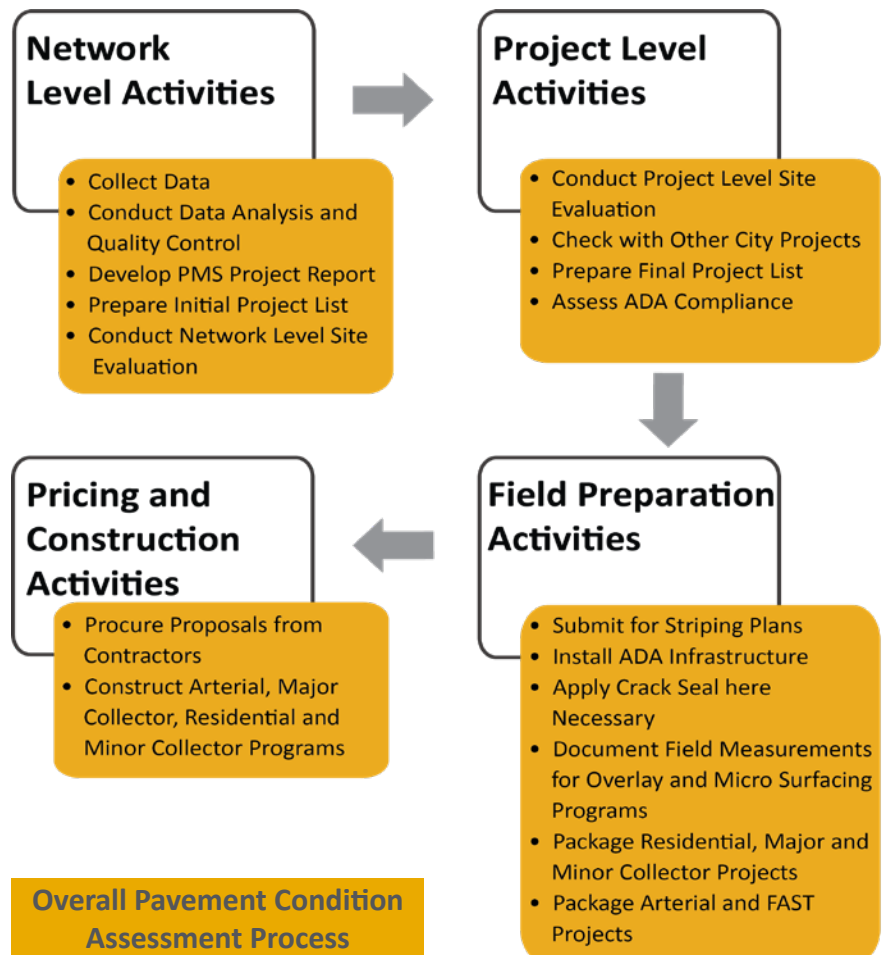 Network
Level Activities
• Collect Data
• Conduct Data Analysis and
Quality Control
• Develop PMS Project Report
• Prepare Initial Project List
• Conduct Network Level Site
Evaluation
Project Level
Activities
• Conduct Project Level Site
Evaluation
• Check with Other City Projects
• Prepare Final Project List
• Assess ADA Compliance
Field Preparation
Activities
• Submit for Striping Plans
• Install ADA Infrastructure
• Apply Crack Seal here
Necessary
• Document Field Measurements
for Overlay and Micro Surfacing
Programs
• Package Residential, Major and
Minor Collector Projects
• Package Arterial and FAST
Projects
Pricing and
Construction
Activities
• Procure Proposals from
Contractors
• Construct Arterial, Major
Collector, Residential and
Minor Collector Programs
Overall Pavement Condition
Assessment Process